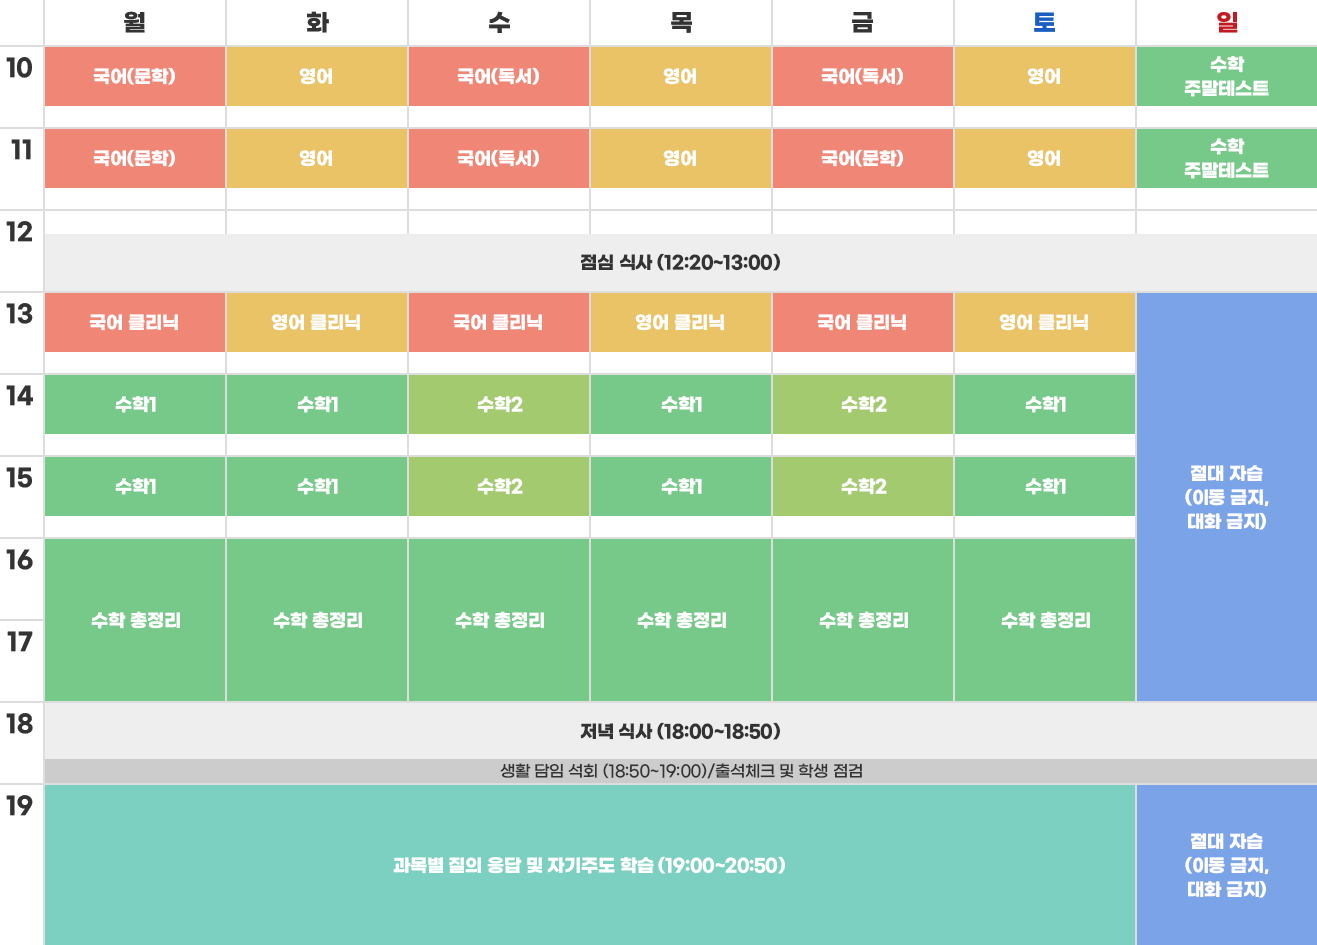 월 화 수 목 금 토 일
10 국어(문학) 영어 국어(독서) 영어 국어(독서) 영어 수학
주말테스트
11 국어(문학) 영어 국어(독서) 영어 국어(문학) 영어 수학
주말테스트
12
점심 식사 (12:20~13:00)
13 국어 클리닉 영어 클리닉 국어 클리닉 영어 클리닉 국어 클리닉 영어 클리닉
14 수학1 수학1 수학2 수학1 수학2 수학1
15 수학1 수학1 수학2 수학1 수학2 수학1
절대 자습
(이동 금지,
대화 금지)
16
수학 총정리 수학 총정리 수학 총정리 수학 총정리 수학 총정리 수학 총정리
17
18
저녁 식사 (18:00~18:50)
생활 담임 석회 (18:50~19:00)/출석체크 및 학생 점검
19
과목별 질의 응답 및 자기주도 학습 (19:00~20:50)
절대 자습
(이동 금지,
대화 금지)